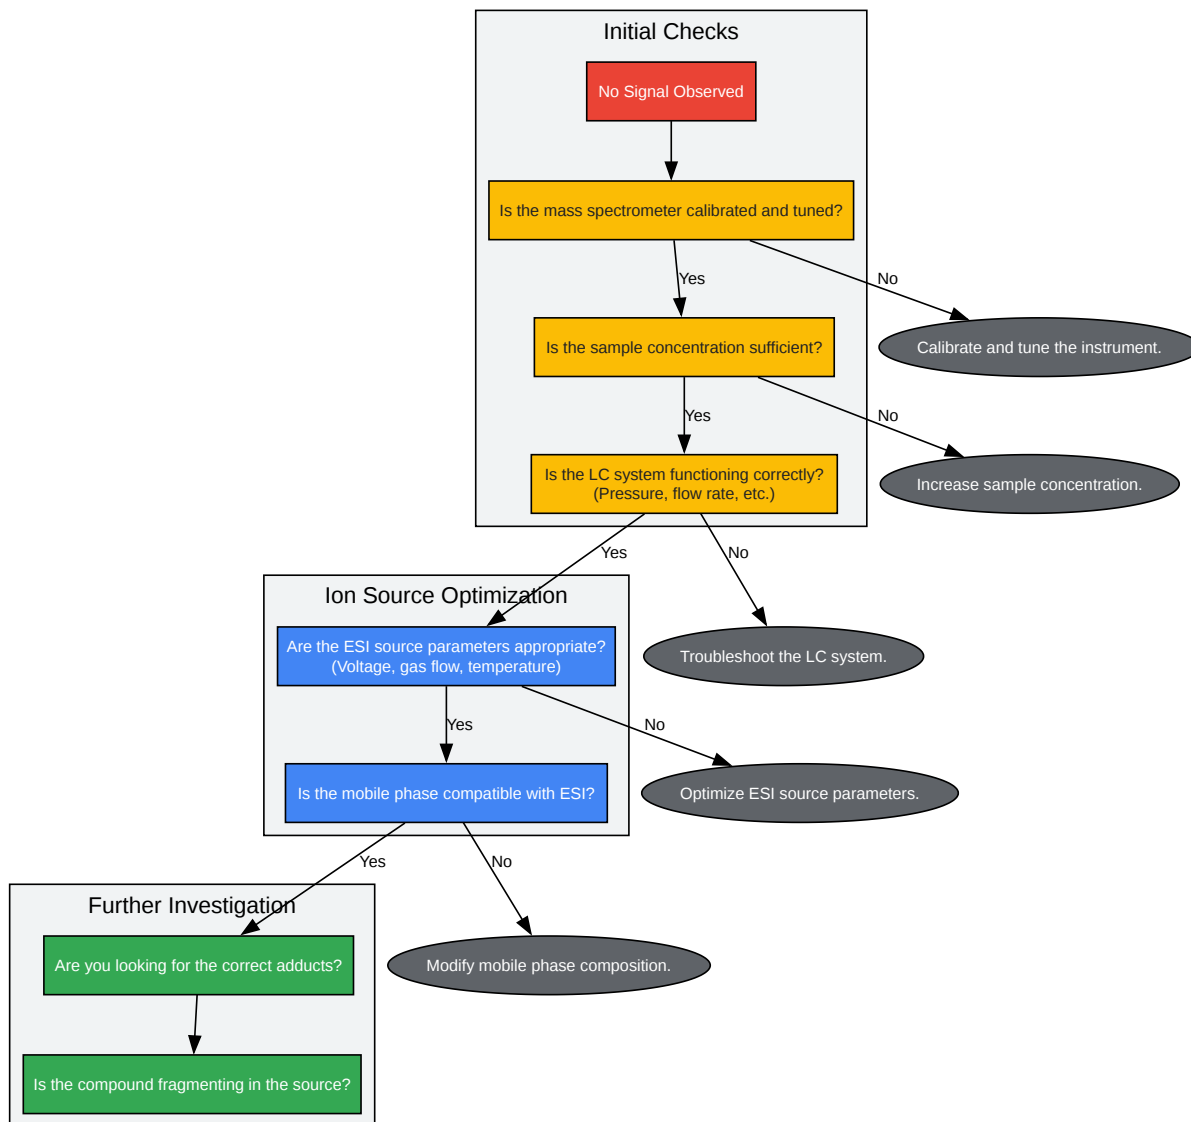 Initial Checks
No Signal Observed
Is the mass spectrometer calibrated and tuned?
Yes
No
Is the sample concentration sufficient?
Calibrate and tune the instrument.
Yes
No
Is the LC system functioning correctly?
(Pressure, flow rate, etc.)
Increase sample concentration.
Yes
No
Ion Source Optimization
Are the ESI source parameters appropriate?
(Voltage, gas flow, temperature)
Troubleshoot the LC system.
Yes
No
Is the mobile phase compatible with ESI?
Optimize ESI source parameters.
Yes
No
Further Investigation
Are you looking for the correct adducts?
Modify mobile phase composition.
Is the compound fragmenting in the source?